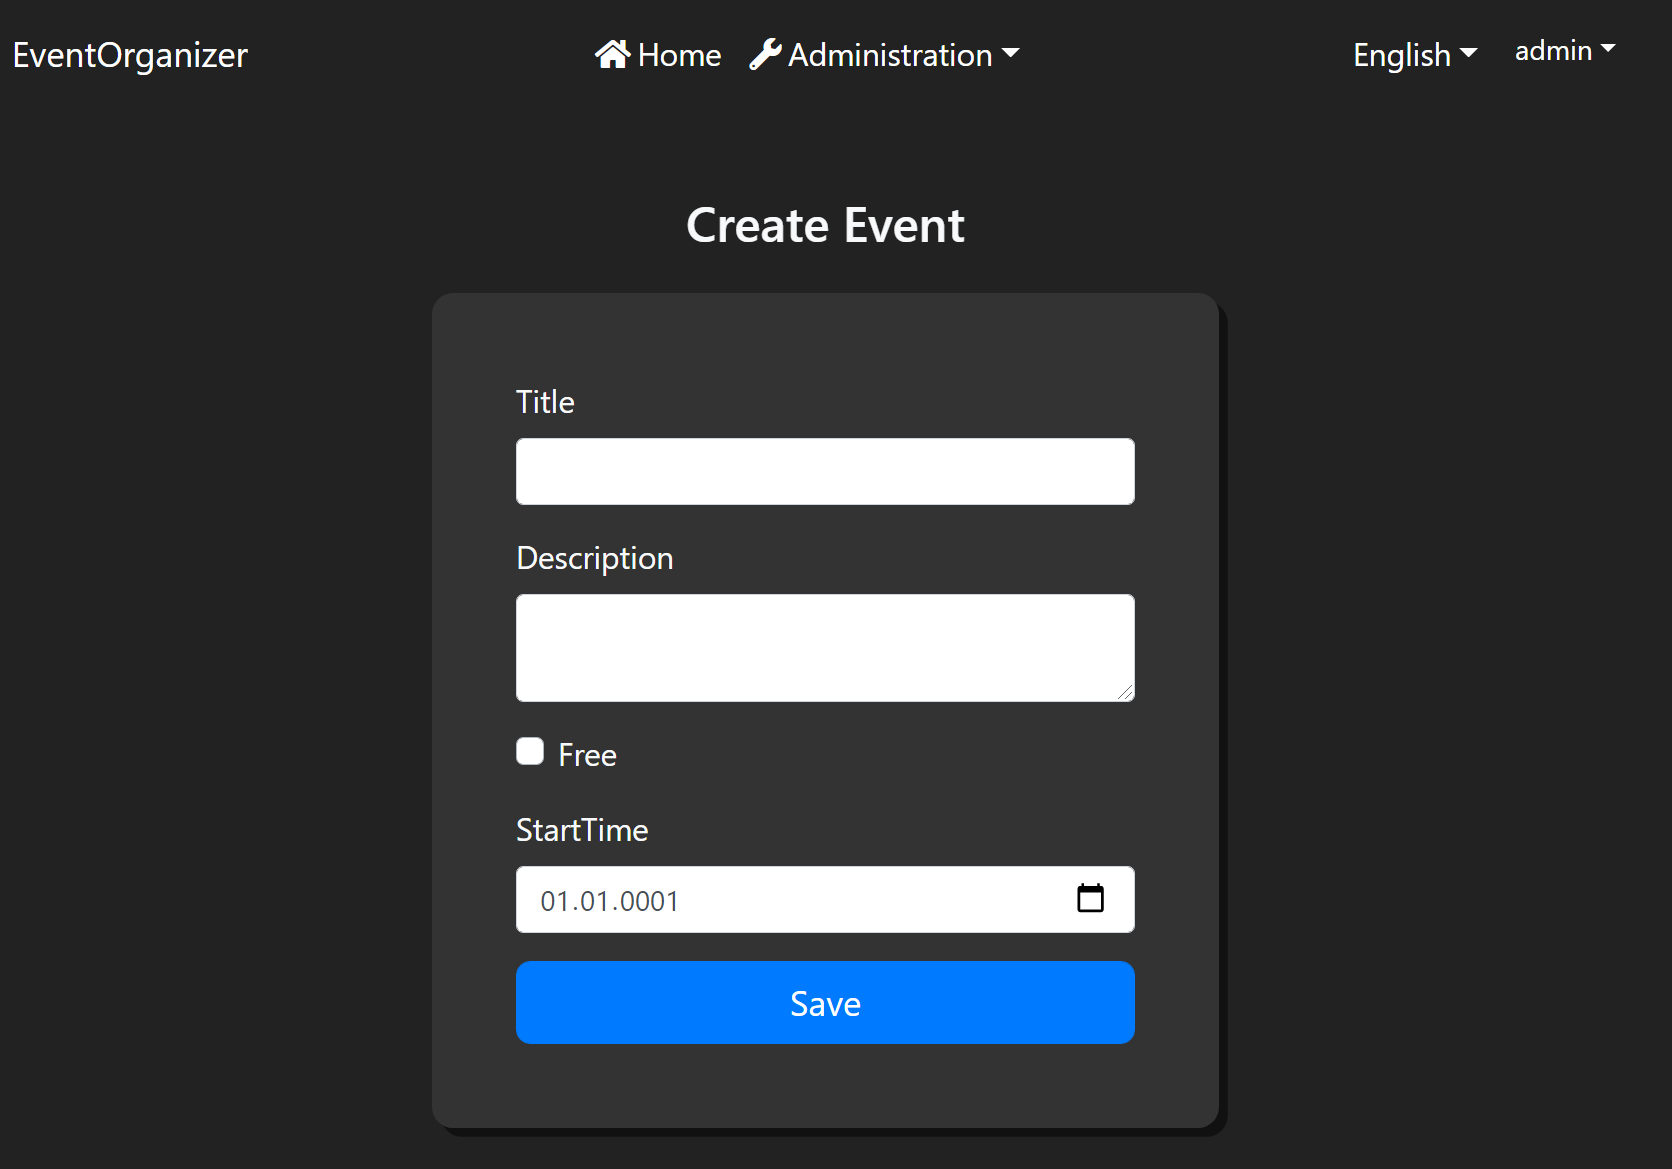 EventOrganizer Home Administration English admin
Create Event
Title
Description
Free
StartTime
01.01.0001
Save